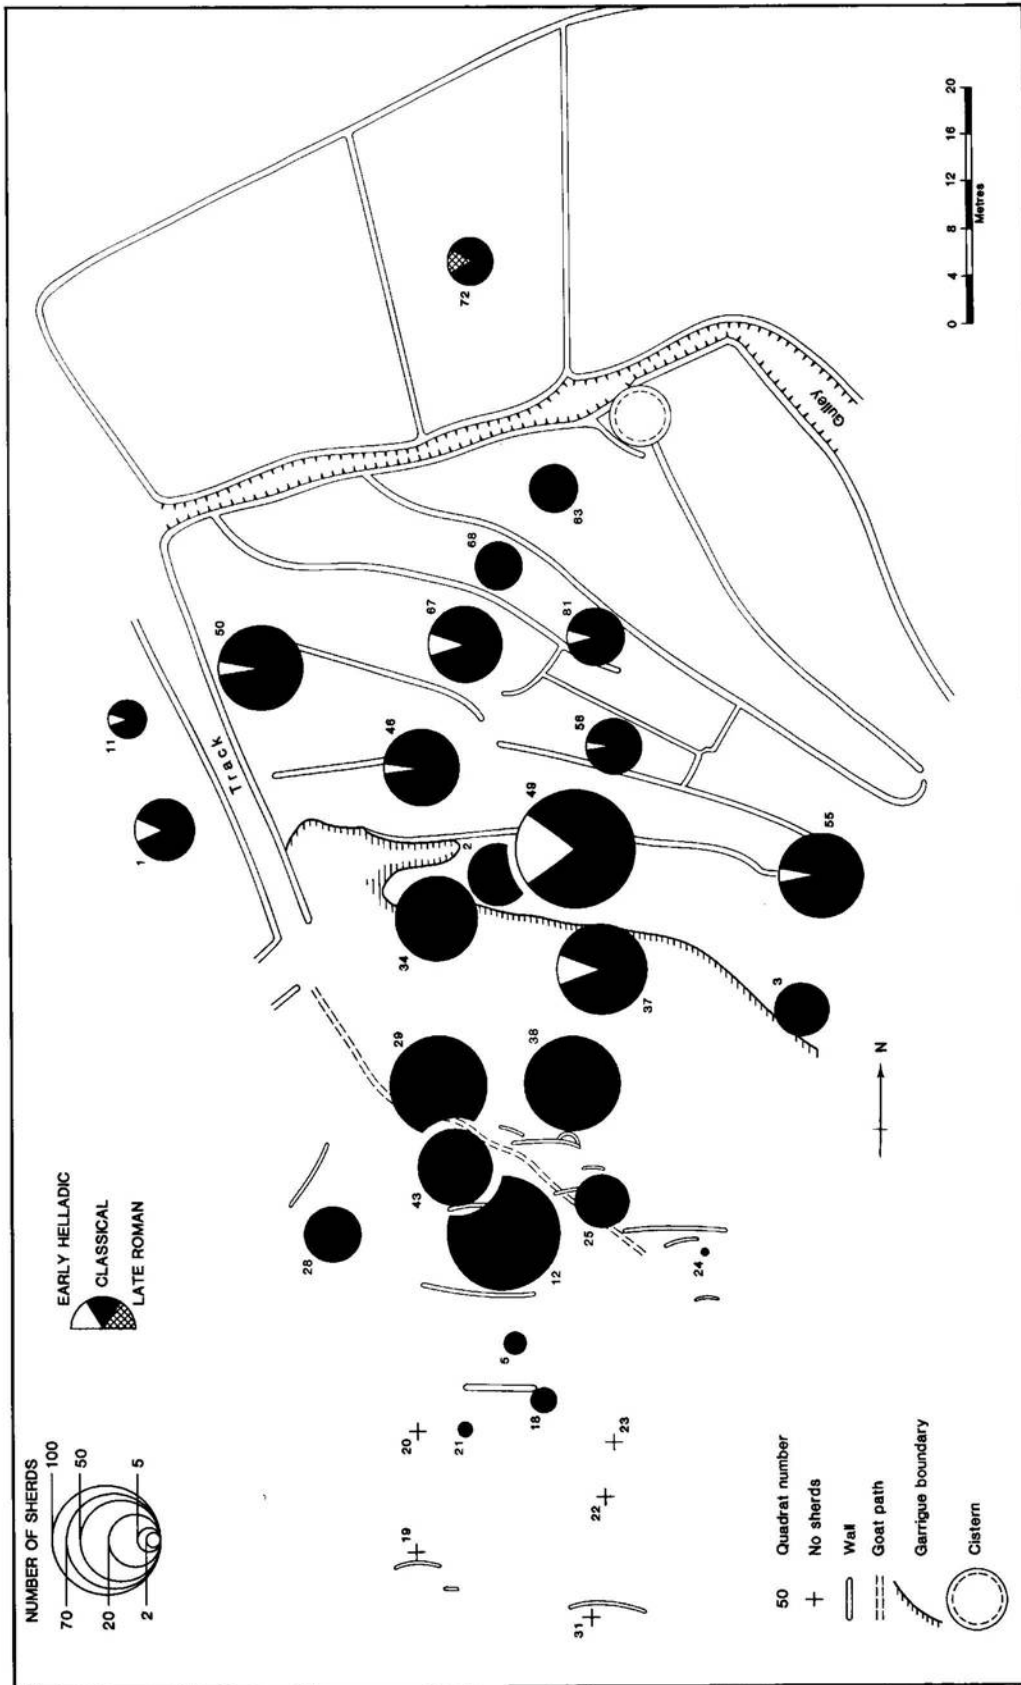 NUMBER OF SHERDS
100
70
50
20
5
2
EARLY HELLADIC
CLASSICAL
LATE ROMAN
50 Quadrat number
No sherds
Wall
Goat path
Garrigue boundary
Cistern
31
19
22
20
21
23
18
5
28
12
24
43
25
29
38
34
37
3
2
49
55
1
11
Track
46
58
50
67
81
68
63
72
Gulley
N
0 4 8 12 16 20
Metres